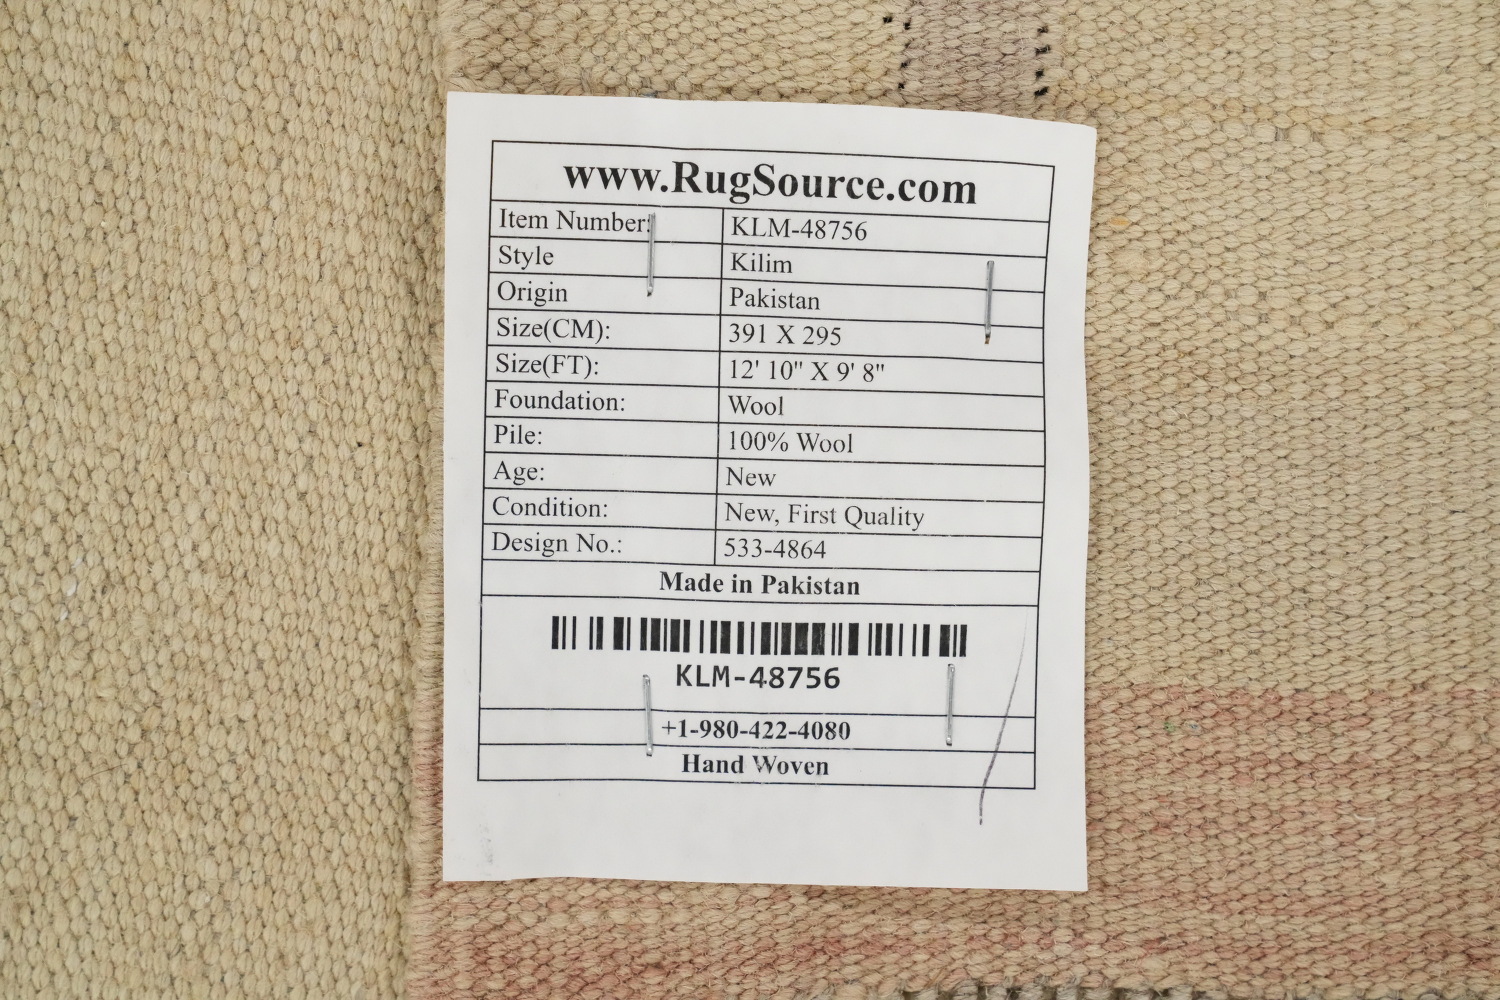 www.RugSource.com
Item Number: KLM-48756
Style Kilim
Origin Pakistan
Size(CM): 391 X 295
Size(FT): 12' 10" X 9' 8"
Foundation: Wool
Pile: 100% Wool
Age: New
Condition: New, First Quality
Design No.: 533-4864
Made in Pakistan
KLM-48756
+1-980-422-4080
Hand Woven